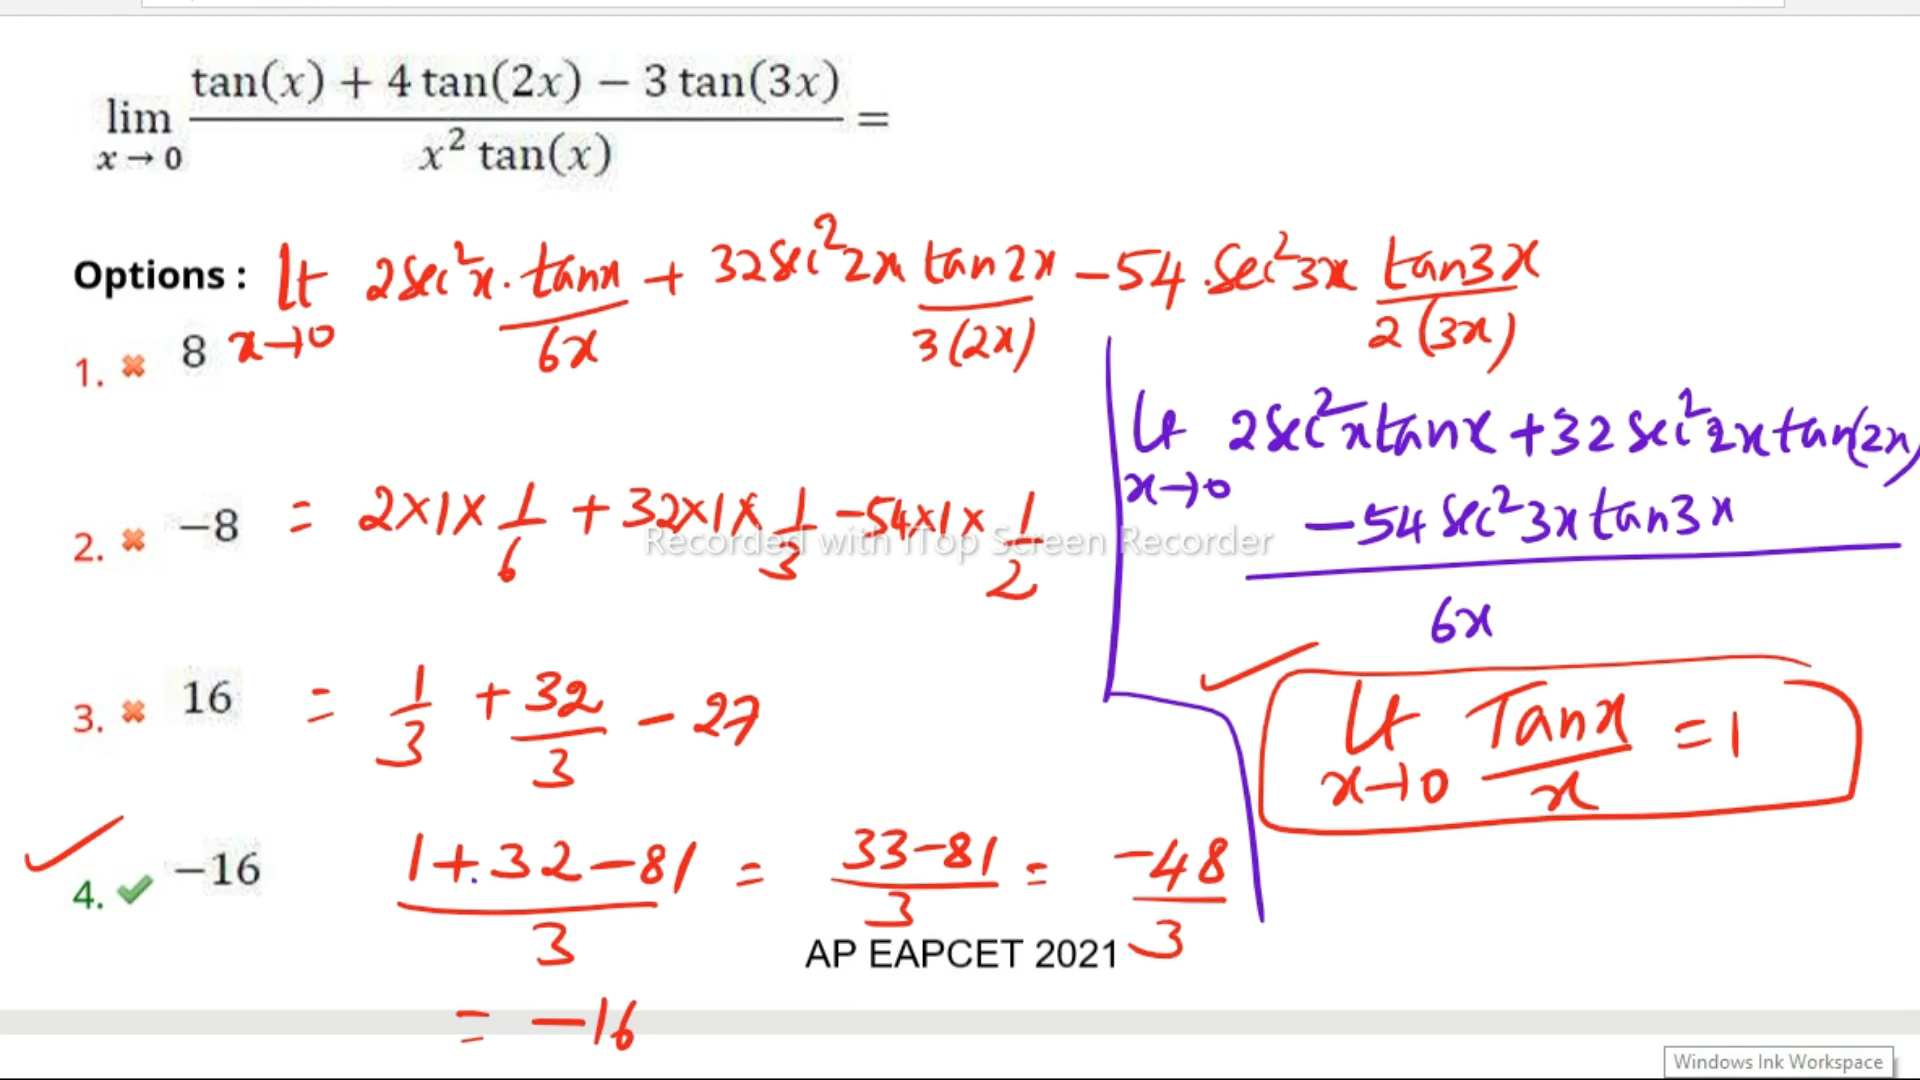 lim x→0 (tan(x) + 4 tan(2x) − 3 tan(3x)) / (x² tan(x)) =
Options : lt x→0 2sec²x . tanx / 6x + 32sec²2x tan2x / 3(2x) − 54 . sec²3x tan3x / 2(3x)
1. ✖ 8
lt x→0 2sec²x tanx + 32sec²2x tan(2x)
− 54 sec²3x tan3x
6x
2. ✖ −8 = 2×1× 1/6 + 32×1× 1/3 − 54×1× 1/2
Recorded with iTop Screen Recorder
3. ✖ 16 = 1/3 + 32/3 − 27
lt x→0 Tanx / x = 1
4. ✔ −16 (1 + 32 − 81) / 3 = (33 − 81) / 3 = −48 / 3
AP EAPCET 2021
= −16
Windows Ink Workspace